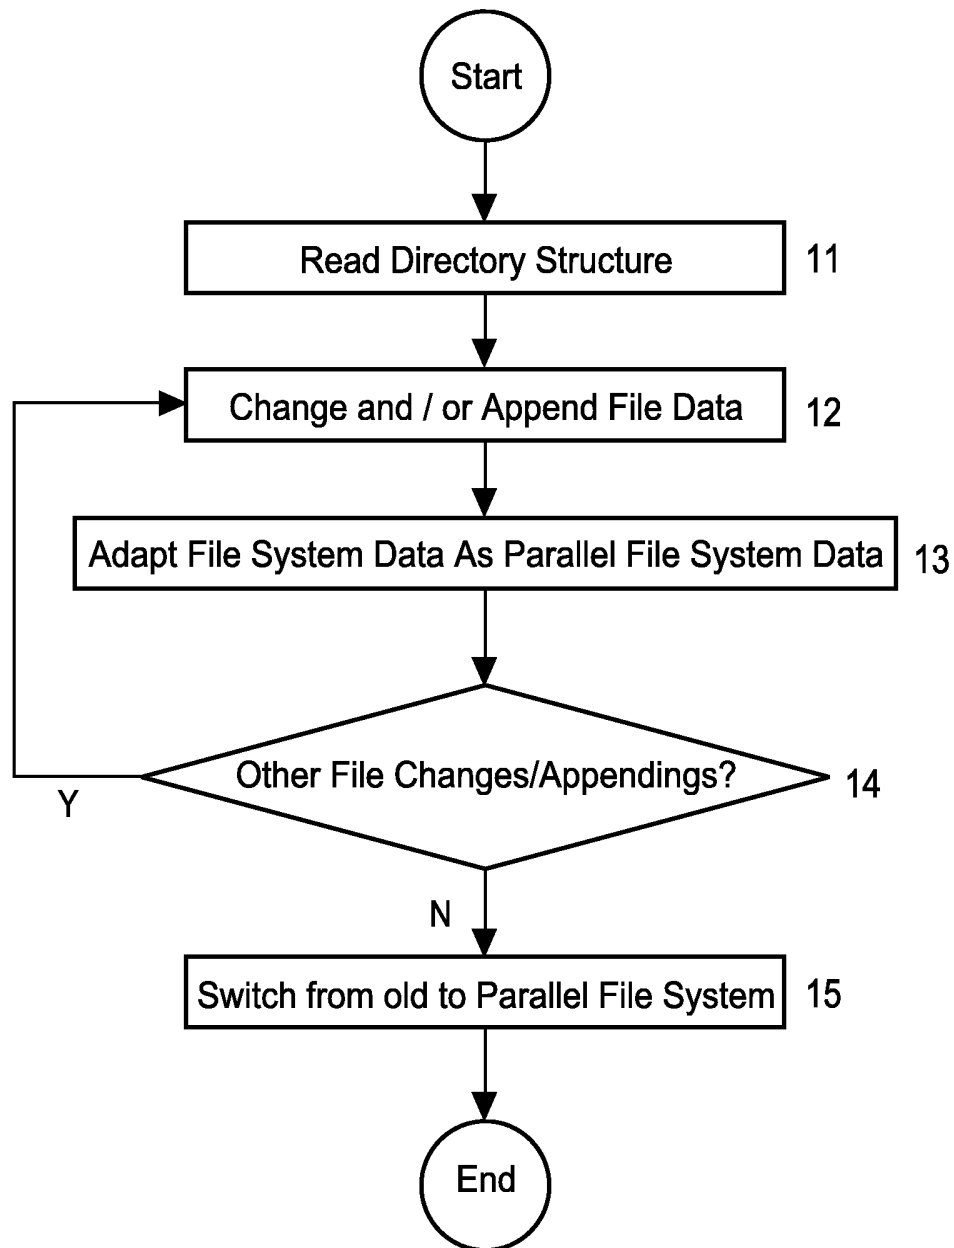 Start
Read Directory Structure
11
Change and / or Append File Data
12
Adapt File System Data As Parallel File System Data
13
Other File Changes/Appendings?
14
Y
N
Switch from old to Parallel File System
15
End